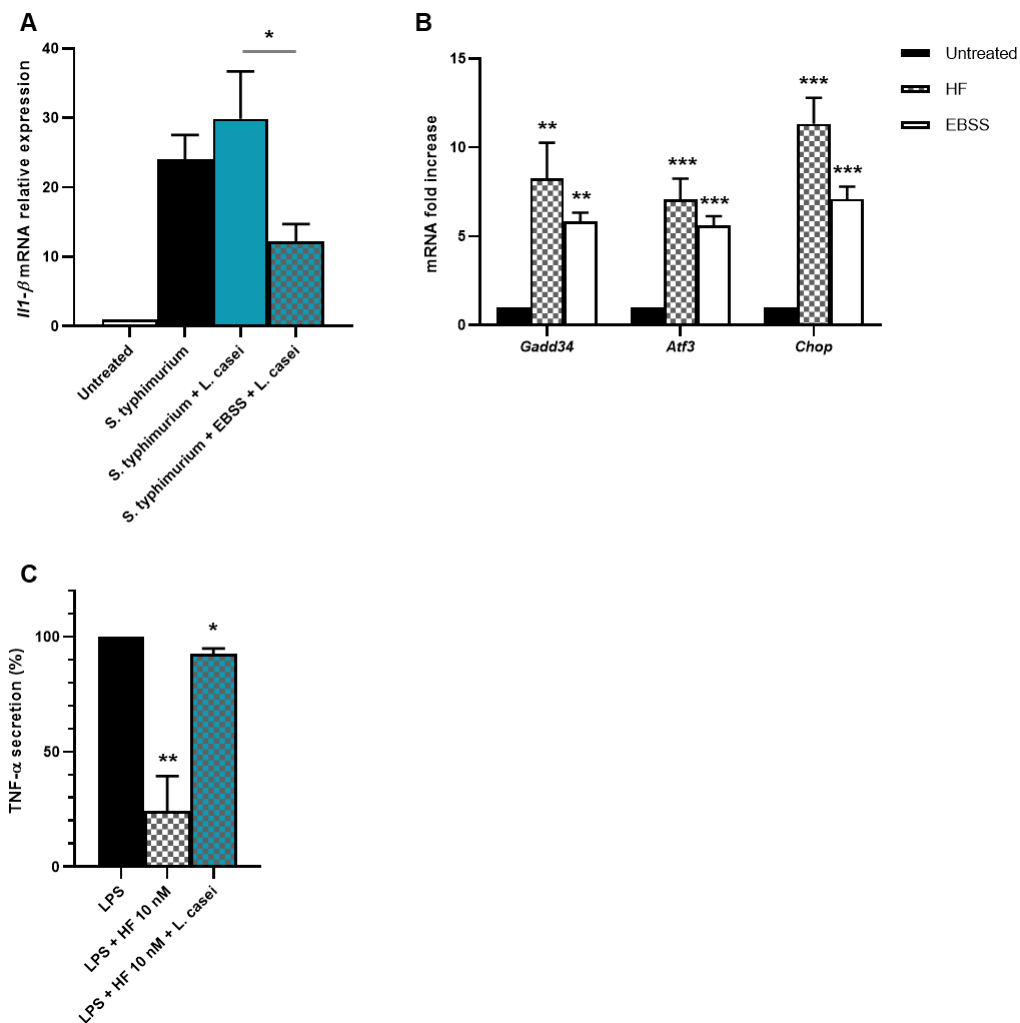 A
*
Il1-β mRNA relative expression
40
30
20
10
0
Untreated
S. typhimurium
S. typhimurium + L. casei
S. typhimurium + EBSS + L. casei
B
Untreated
HF
EBSS
mRNA fold increase
15
10
5
0
**
**
***
***
***
***
Gadd34
Atf3
Chop
C
TNF-α secretion (%)
100
50
0
**
*
LPS
LPS + HF 10 nM
LPS + HF 10 nM + L. casei